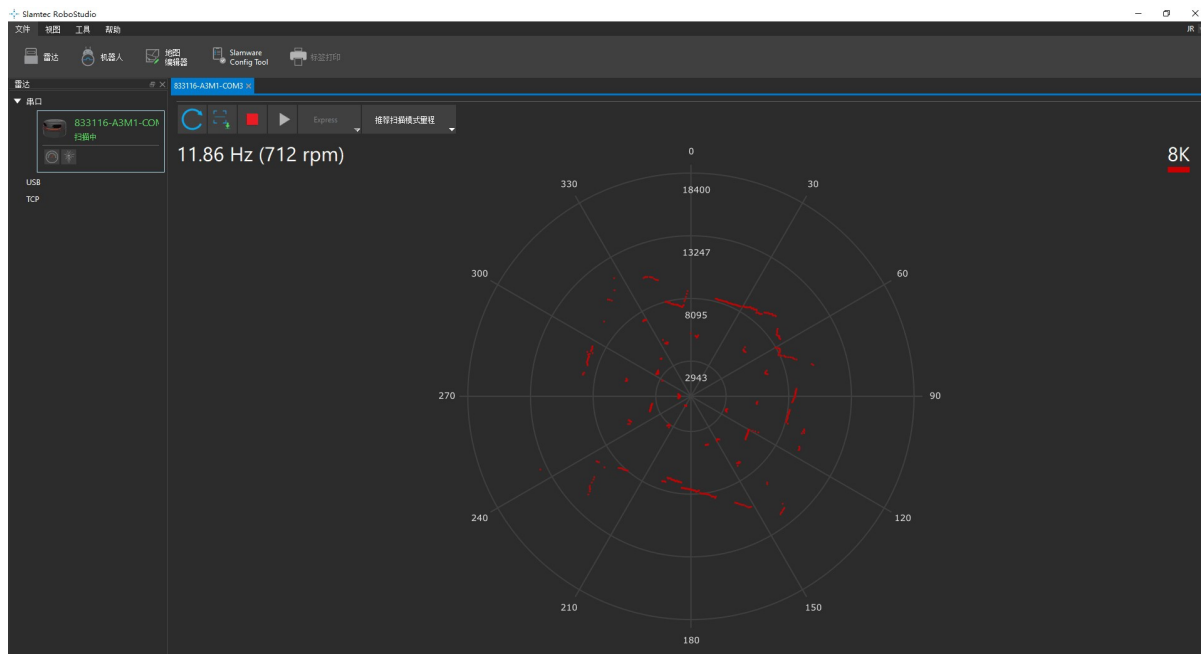 Slamtec RoboStudio
文件 视图 工具 帮助
JR
雷达 机器人 地图编辑器 Slamware Config Tool 标签打印
雷达
833116-A3M1-COM3
串口
833116-A3M1-COM
扫描中
USB
TCP
Express 推荐扫描模式量程
11.86 Hz (712 rpm)
8K
0
330
30
18400
13247
300
60
8095
2943
270
90
240
120
210
150
180